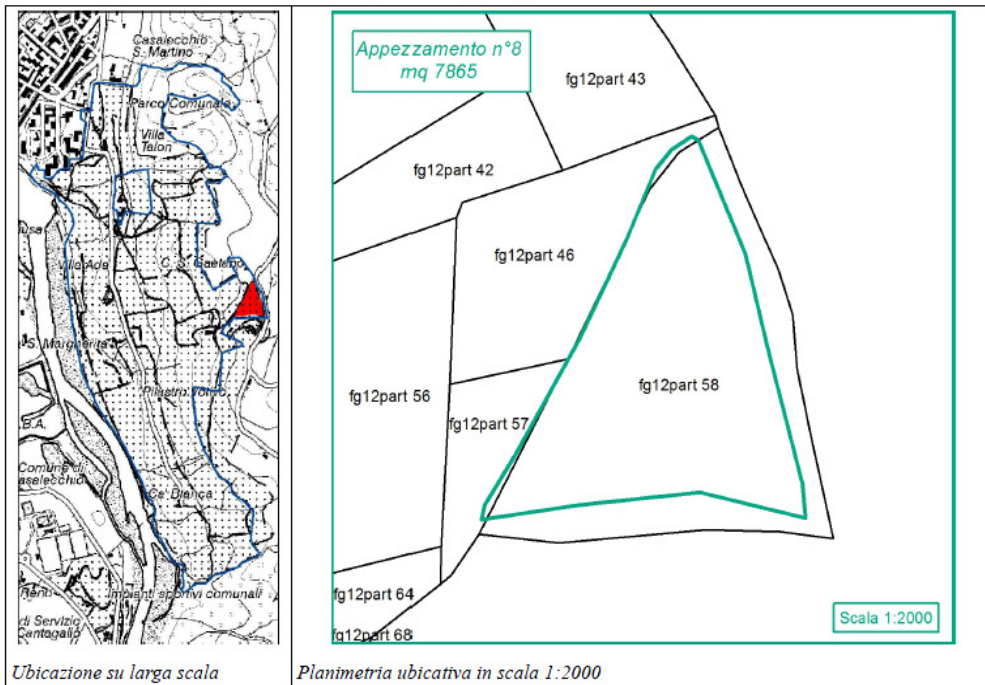 Casalecchio
S. Martino
Parco Comunale
Villa
Talon
C. S. Gaetano
Villa Ada
S. Margherita
Pilastro Votivo
B.A.
Comune di
Ca' Bianca
Impianti sportivi comunali
di Servizio
Cantagallo
Ubicazione su larga scala
Appezzamento n°8
mq 7865
fg12part 43
fg12part 42
fg12part 46
fg12part 58
fg12part 56
fg12part 57
fg12part 64
fg12part 68
Scala 1:2000
Planimetria ubicativa in scala 1:2000